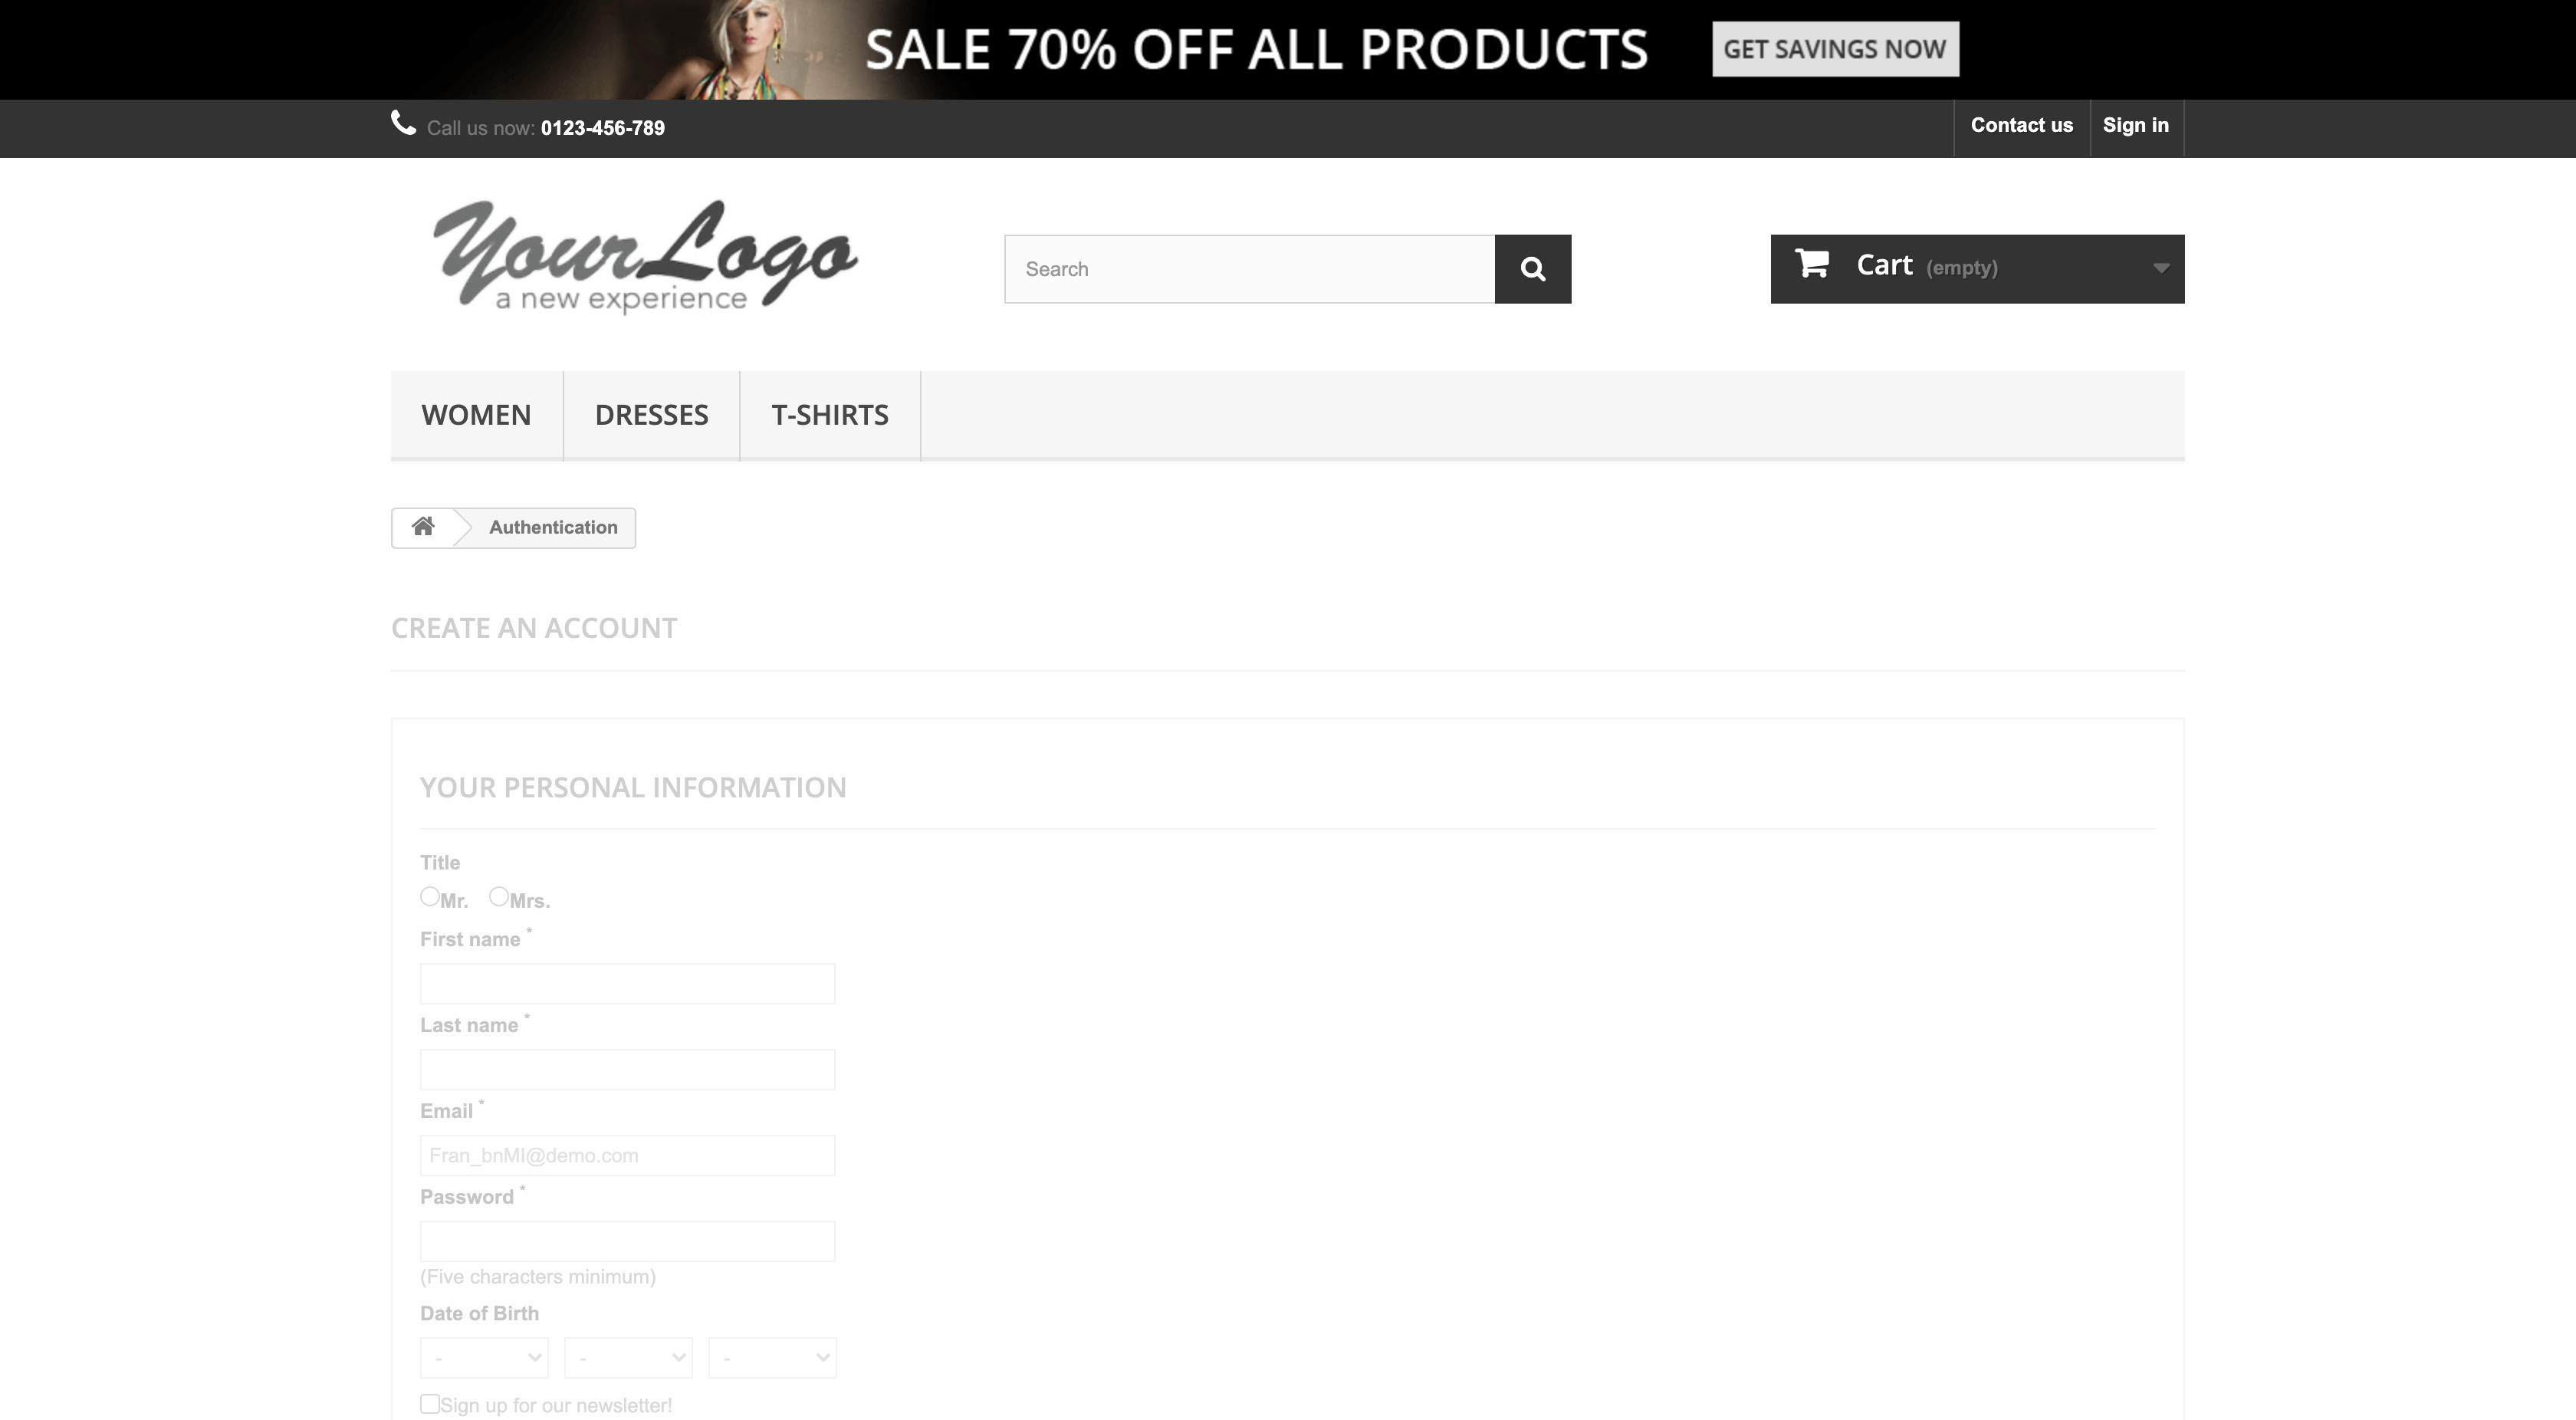 SALE 70% OFF ALL PRODUCTS GET SAVINGS NOW
Call us now: 0123-456-789 Contact us Sign in
YourLogo
a new experience
Search
Cart (empty)
WOMEN DRESSES T-SHIRTS
Authentication
CREATE AN ACCOUNT
YOUR PERSONAL INFORMATION
Title
Mr. Mrs.
First name *
Last name *
Email *
Fran_bnMI@demo.com
Password *
(Five characters minimum)
Date of Birth
- - -
Sign up for our newsletter!